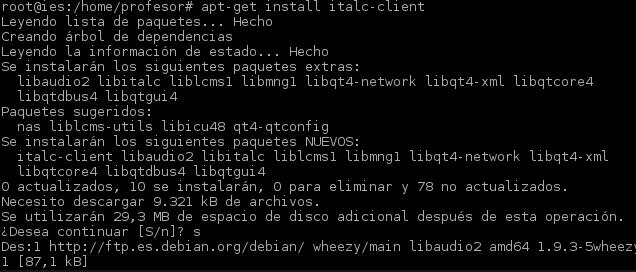 root@ies:/home/profesor# apt-get install italc-client
Leyendo lista de paquetes... Hecho
Creando árbol de dependencias
Leyendo la información de estado... Hecho
Se instalarán los siguientes paquetes extras:
  libaudio2 libitalc liblcms1 libmng1 libqt4-network libqt4-xml libqtcore4
  libqtdbus4 libqtgui4
Paquetes sugeridos:
  nas liblcms-utils libicu48 qt4-qtconfig
Se instalarán los siguientes paquetes NUEVOS:
  italc-client libaudio2 libitalc liblcms1 libmng1 libqt4-network libqt4-xml
  libqtcore4 libqtdbus4 libqtgui4
0 actualizados, 10 se instalarán, 0 para eliminar y 78 no actualizados.
Necesito descargar 9.321 kB de archivos.
Se utilizarán 29,3 MB de espacio de disco adicional después de esta operación.
¿Desea continuar [S/n]? s
Des:1 http://ftp.es.debian.org/debian/ wheezy/main libaudio2 amd64 1.9.3-5wheezy
1 [87,1 kB]